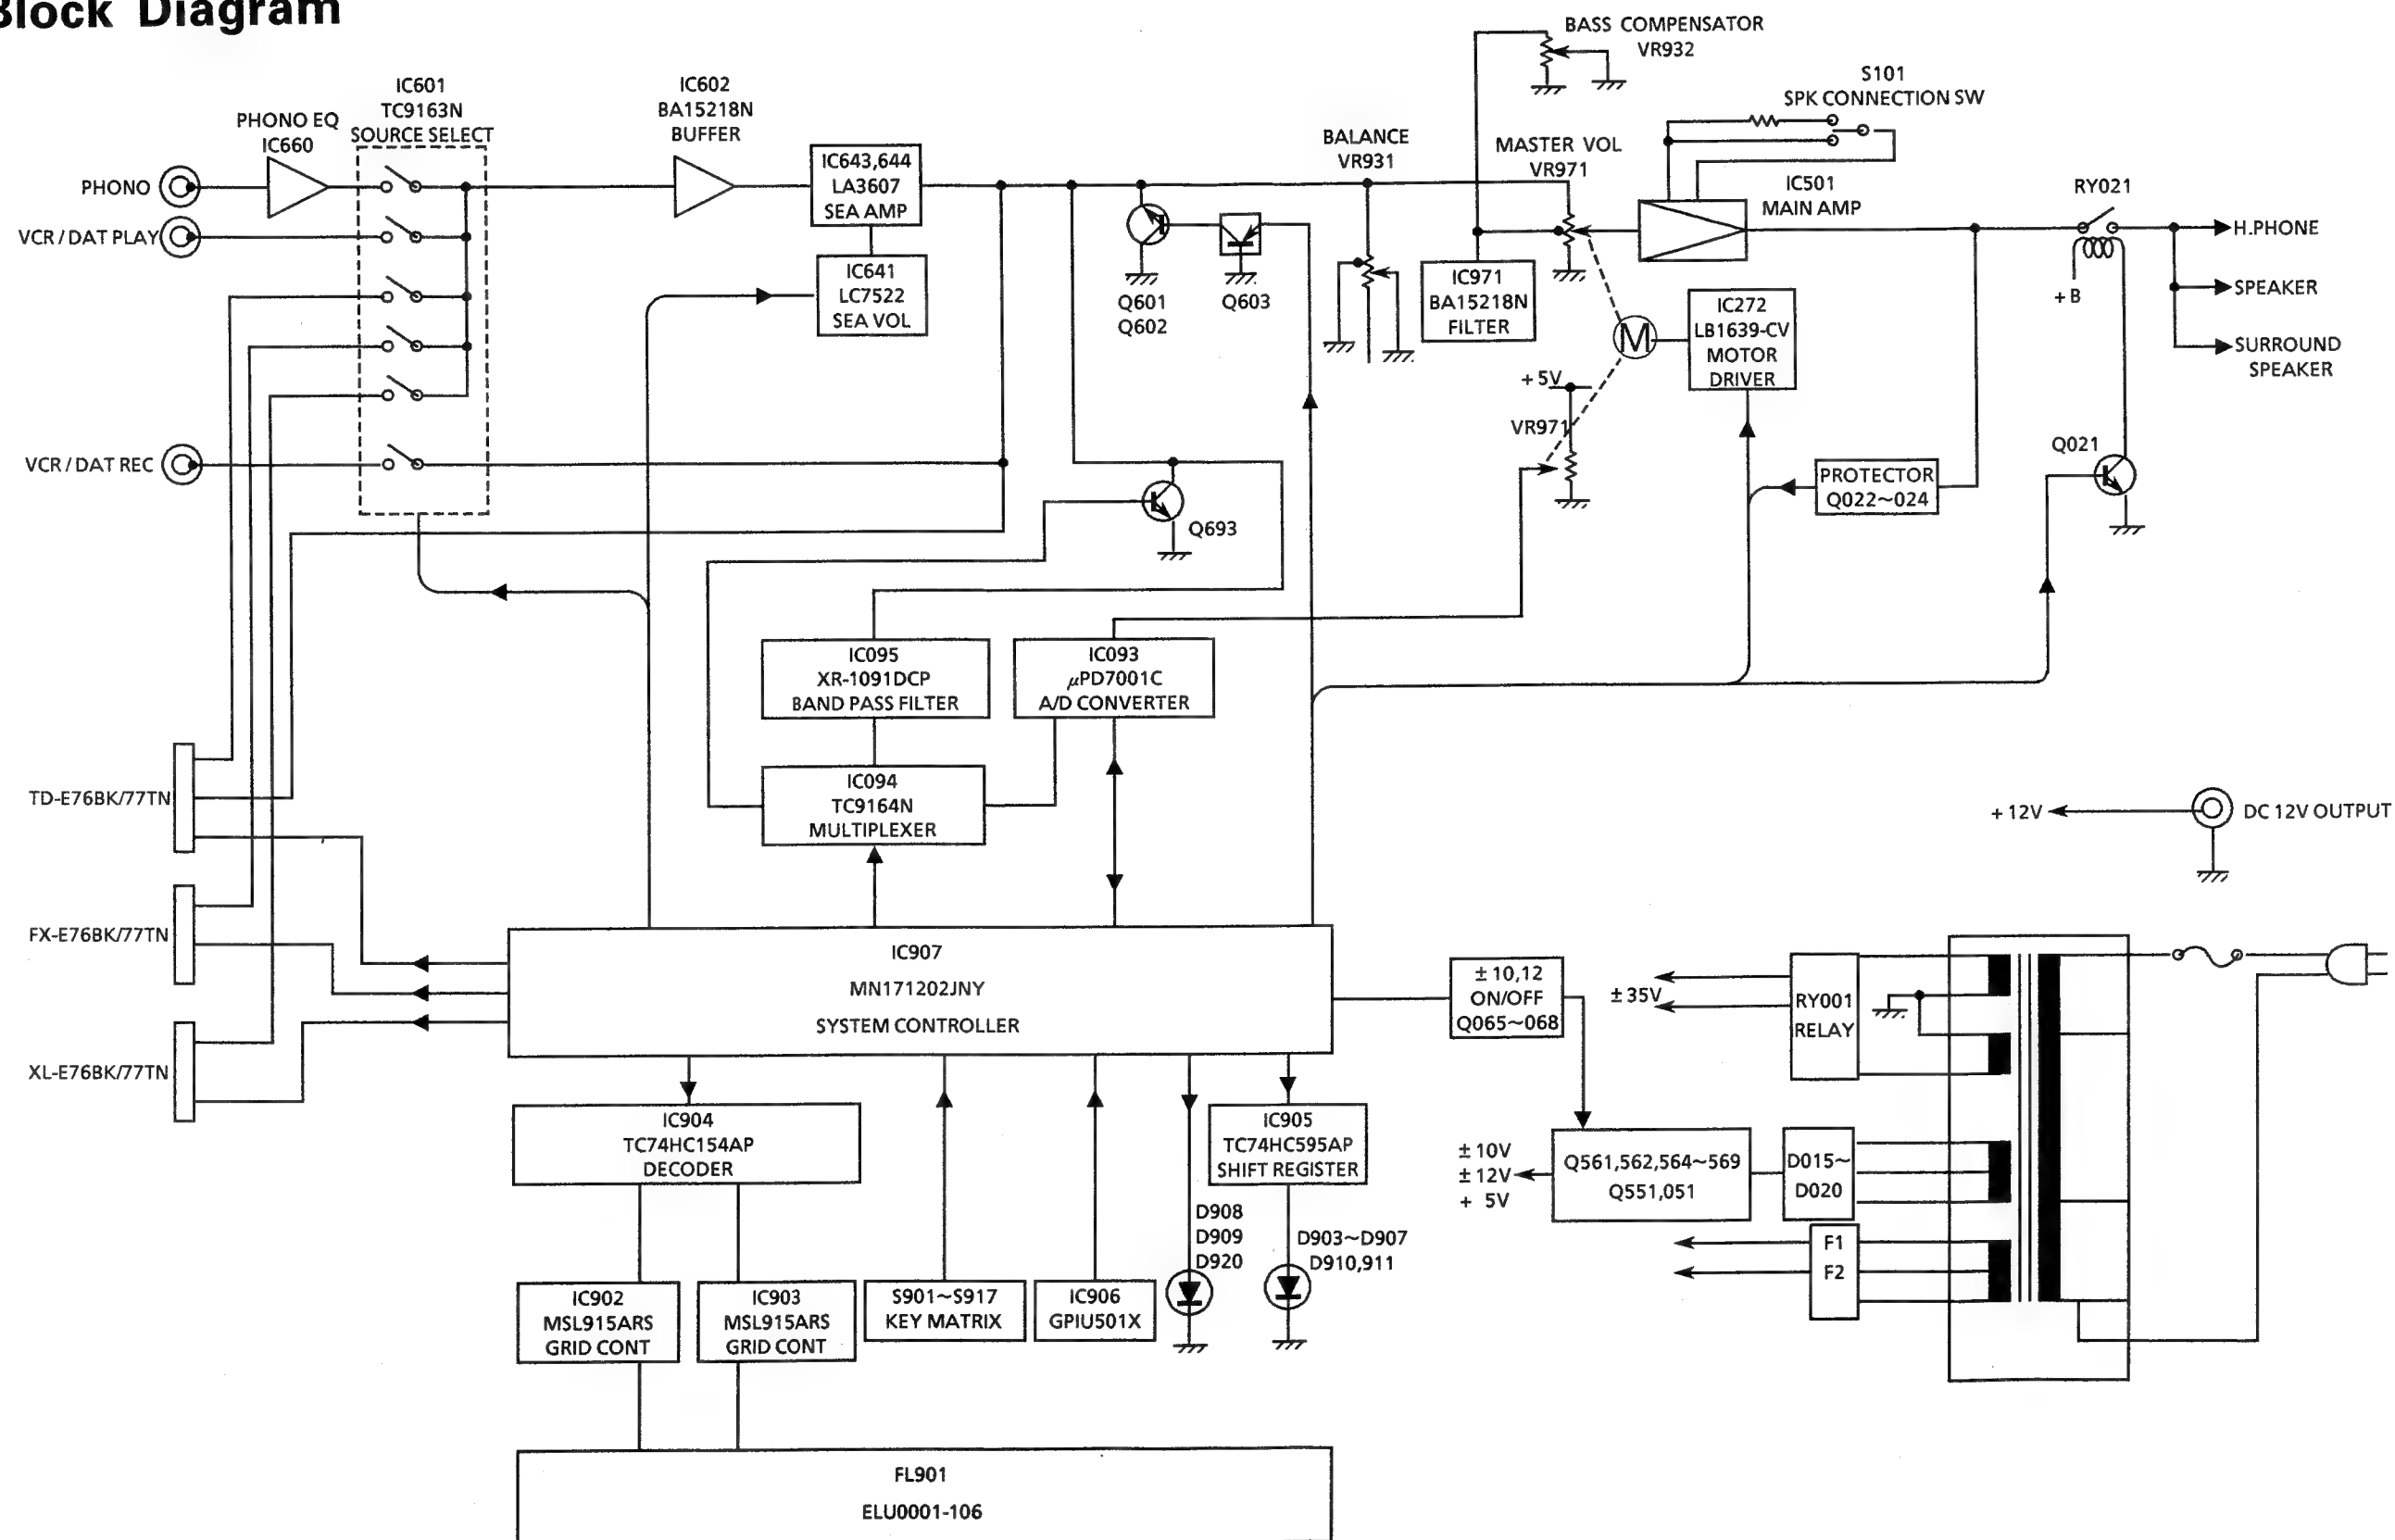 Block Diagram
BASS COMPENSATOR
VR932
S101
SPK CONNECTION SW
IC601
TC9163N
SOURCE SELECT
IC602
BA15218N
BUFFER
PHONO EQ
IC660
BALANCE
VR931
MASTER VOL
VR971
IC643,644
LA3607
SEA AMP
IC501
MAIN AMP
RY021
PHONO
VCR / DAT PLAY
H.PHONE
IC641
LC7522
SEA VOL
Q601
Q602
Q603
IC971
BA15218N
FILTER
M
IC272
LB1639-CV
MOTOR
DRIVER
+ B
SPEAKER
SURROUND
SPEAKER
+ 5V
VR971
VCR / DAT REC
Q693
PROTECTOR
Q022~024
Q021
IC095
XR-1091DCP
BAND PASS FILTER
IC093
μPD7001C
A/D CONVERTER
TD-E76BK/77TN
IC094
TC9164N
MULTIPLEXER
+ 12V
DC 12V OUTPUT
FX-E76BK/77TN
IC907
MN171202JNY
SYSTEM CONTROLLER
± 10,12
ON/OFF
Q065~068
± 35V
RY001
RELAY
XL-E76BK/77TN
IC904
TC74HC154AP
DECODER
IC905
TC74HC595AP
SHIFT REGISTER
± 10V
± 12V
+ 5V
Q561,562,564~569
Q551,051
D015~
D020
D908
D909
D920
D903~D907
D910,911
F1
F2
IC902
MSL915ARS
GRID CONT
IC903
MSL915ARS
GRID CONT
S901~S917
KEY MATRIX
IC906
GPIU501X
FL901
ELU0001-106